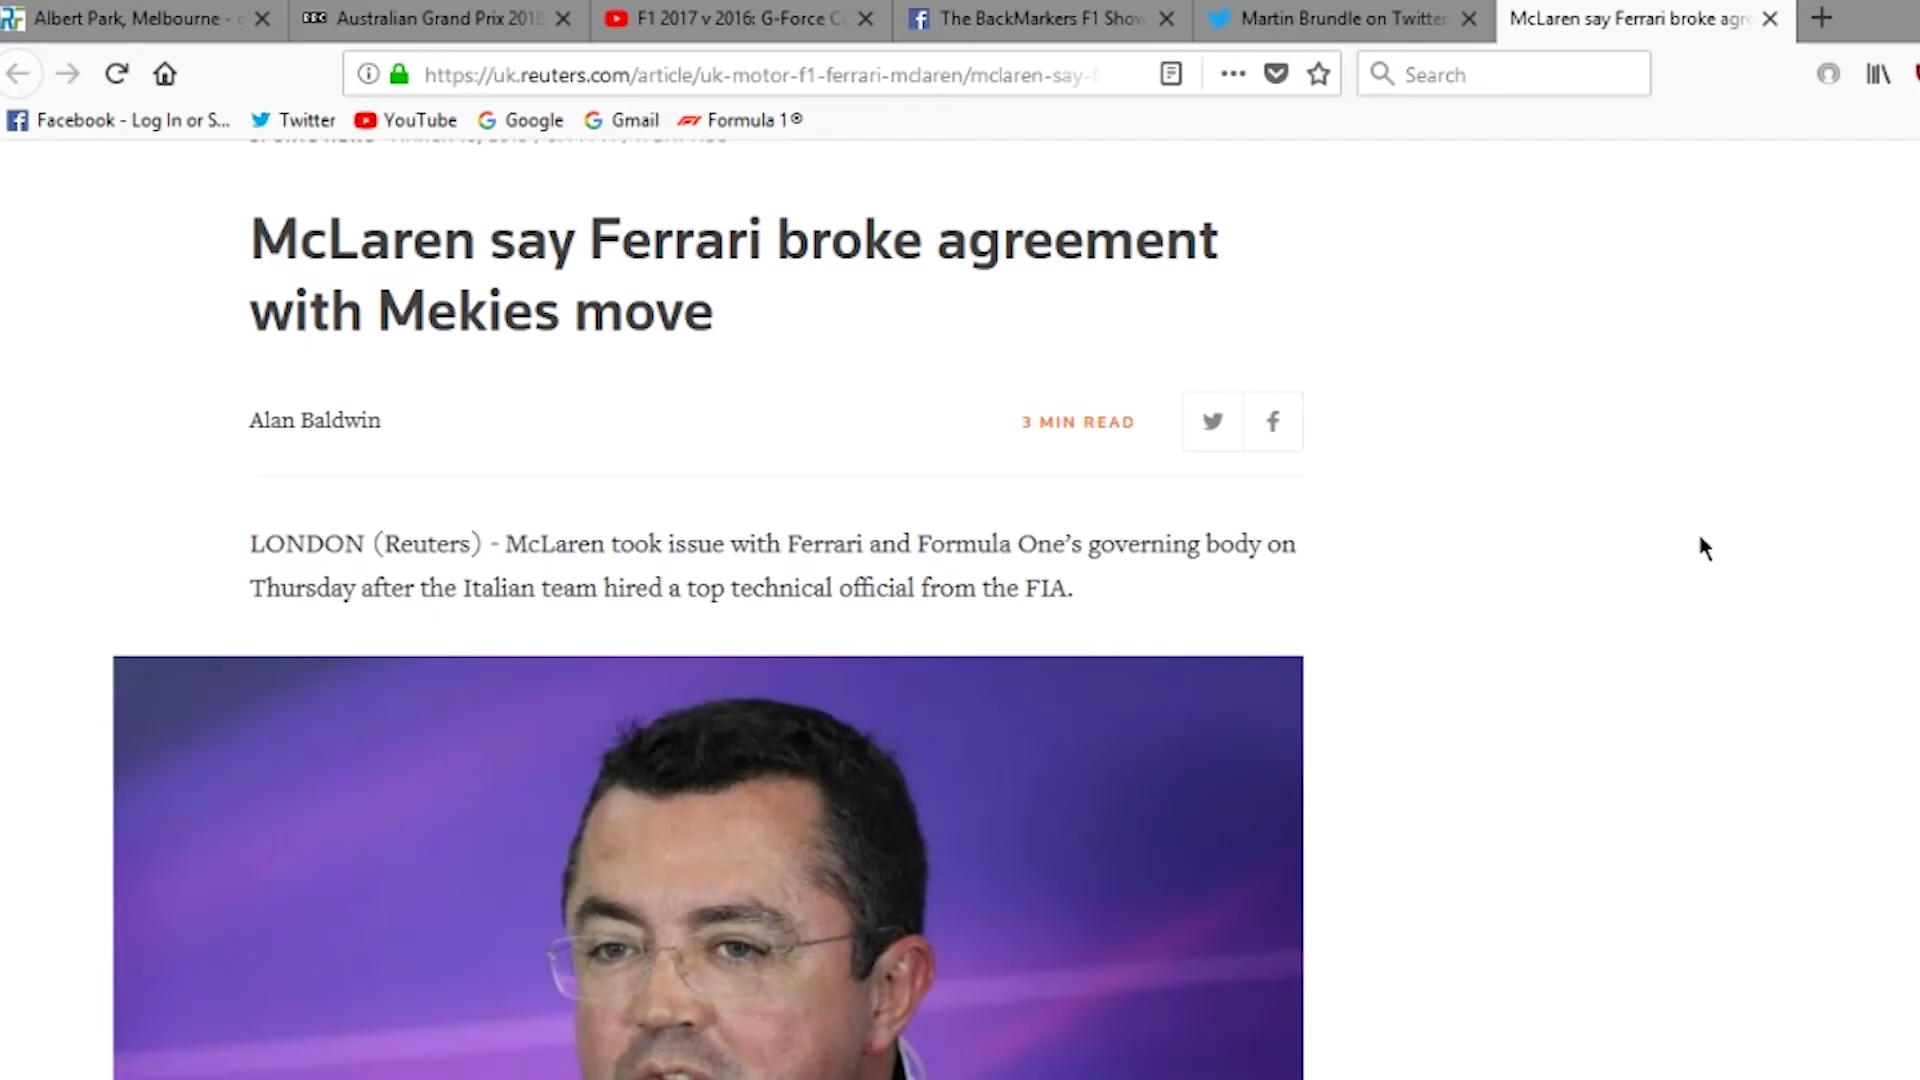 Albert Park, Melbourne -
Australian Grand Prix 2018
F1 2017 v 2016: G-Force C
The BackMarkers F1 Show
Martin Brundle on Twitter
McLaren say Ferrari broke agre
https://uk.reuters.com/article/uk-motor-f1-ferrari-mclaren/mclaren-say-f
Search
Facebook - Log In or S...
Twitter
YouTube
Google
Gmail
Formula 1®
McLaren say Ferrari broke agreement
with Mekies move
Alan Baldwin
3 MIN READ
LONDON (Reuters) - McLaren took issue with Ferrari and Formula One’s governing body on
Thursday after the Italian team hired a top technical official from the FIA.